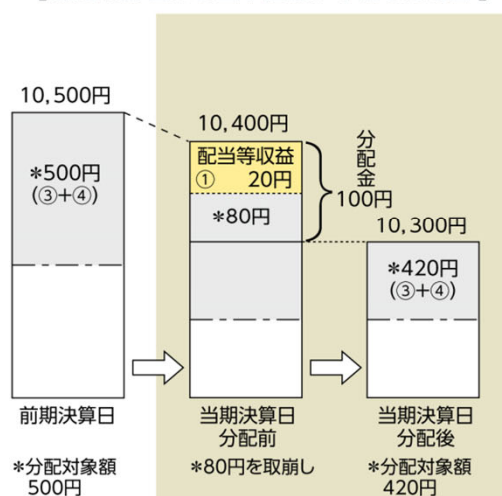 10,500円
10,400円
配当等収益
① 20円
*500円
(③+④)
*80円
分配金
100円
10,300円
*420円
(③+④)
前期決算日
当期決算日
分配前
当期決算日
分配後
*分配対象額
500円
*80円を取崩し
*分配対象額
420円